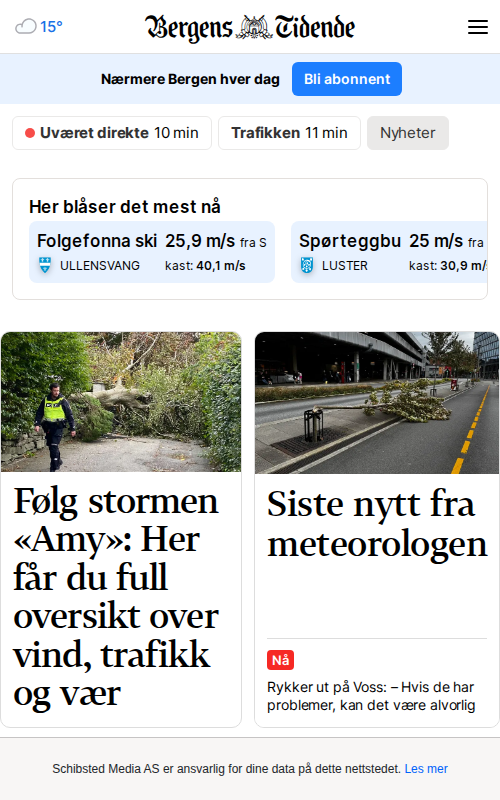 15°
Bergens Tidende
Nærmere Bergen hver dag
Bli abonnent
Uværet direkte 10 min
Trafikken 11 min
Nyheter
Her blåser det mest nå
Folgefonna ski 25,9 m/s fra S
ULLENSVANG kast: 40,1 m/s
Spørteggbu 25 m/s fra
LUSTER kast: 30,9 m/
Følg stormen
«Amy»: Her
får du full
oversikt over
vind, trafikk
og vær
Siste nytt fra
meteorologen
Nå
Rykker ut på Voss: – Hvis de har
problemer, kan det være alvorlig
Schibsted Media AS er ansvarlig for dine data på dette nettstedet. Les mer